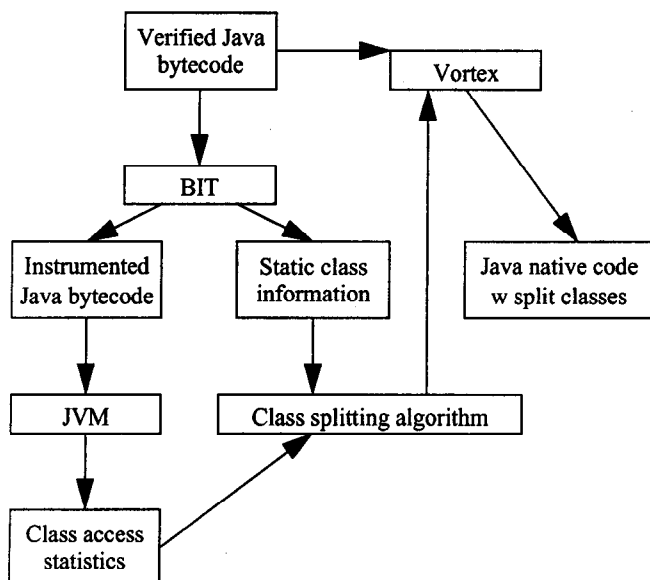 Verified Java
bytecode
Vortex
BIT
Instrumented
Java bytecode
Static class
information
Java native code
w split classes
JVM
Class splitting algorithm
Class access
statistics